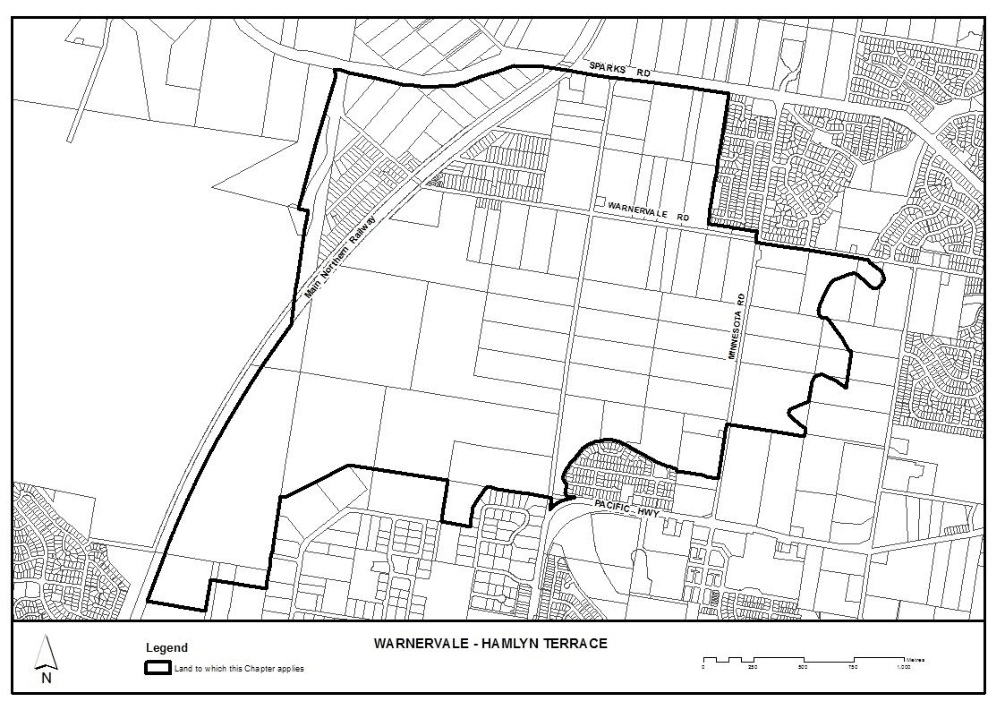 SPARKS RD
WARNERVALE RD
Main Northern Railway
MINNESOTA RD
PACIFIC HWY
WARNERVALE - HAMLYN TERRACE
Legend
Land to which this Chapter applies
N
0 250 500 750 1,000 Metres